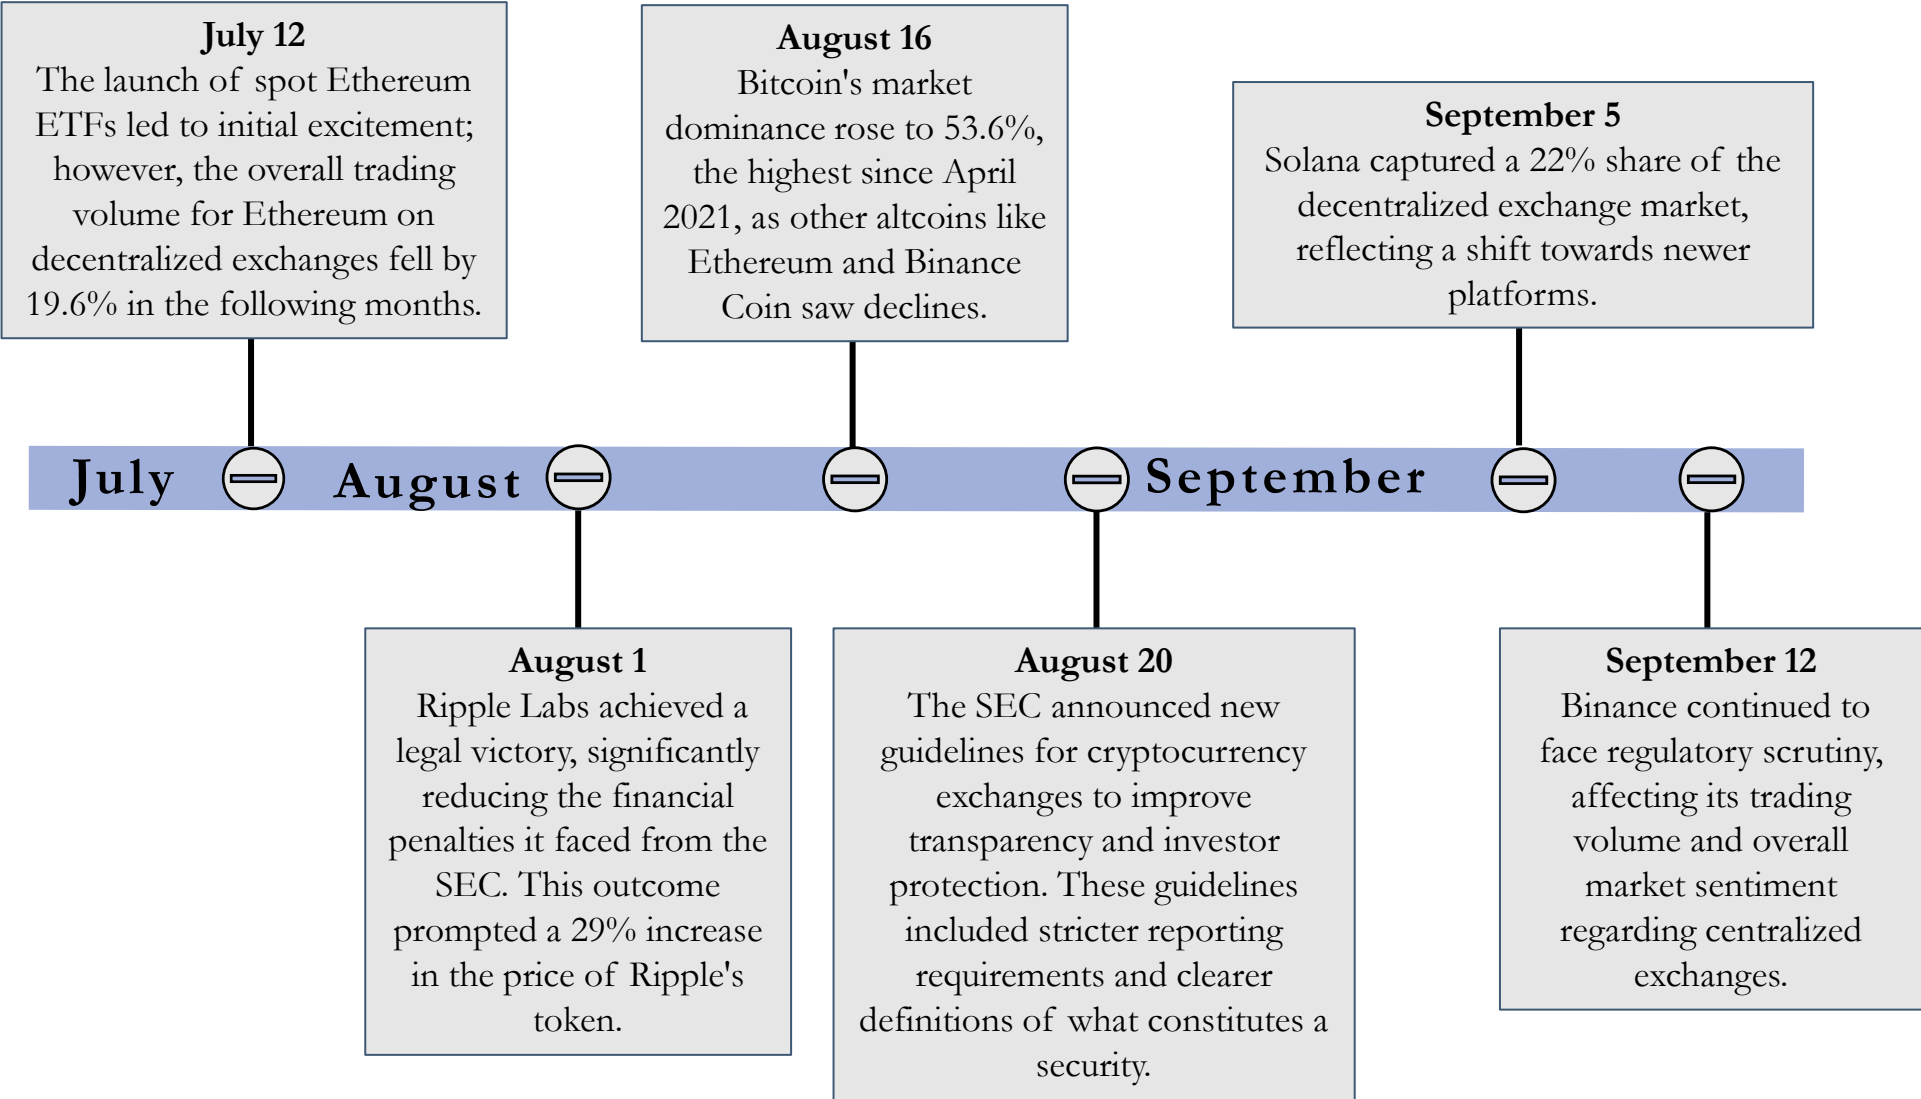 July 12
The launch of spot Ethereum
ETFs led to initial excitement;
however, the overall trading
volume for Ethereum on
decentralized exchanges fell by
19.6% in the following months.
August 16
Bitcoin's market
dominance rose to 53.6%,
the highest since April
2021, as other altcoins like
Ethereum and Binance
Coin saw declines.
September 5
Solana captured a 22% share of the
decentralized exchange market,
reflecting a shift towards newer
platforms.
July
August
September
August 1
Ripple Labs achieved a
legal victory, significantly
reducing the financial
penalties it faced from the
SEC. This outcome
prompted a 29% increase
in the price of Ripple's
token.
August 20
The SEC announced new
guidelines for cryptocurrency
exchanges to improve
transparency and investor
protection. These guidelines
included stricter reporting
requirements and clearer
definitions of what constitutes a
security.
September 12
Binance continued to
face regulatory scrutiny,
affecting its trading
volume and overall
market sentiment
regarding centralized
exchanges.